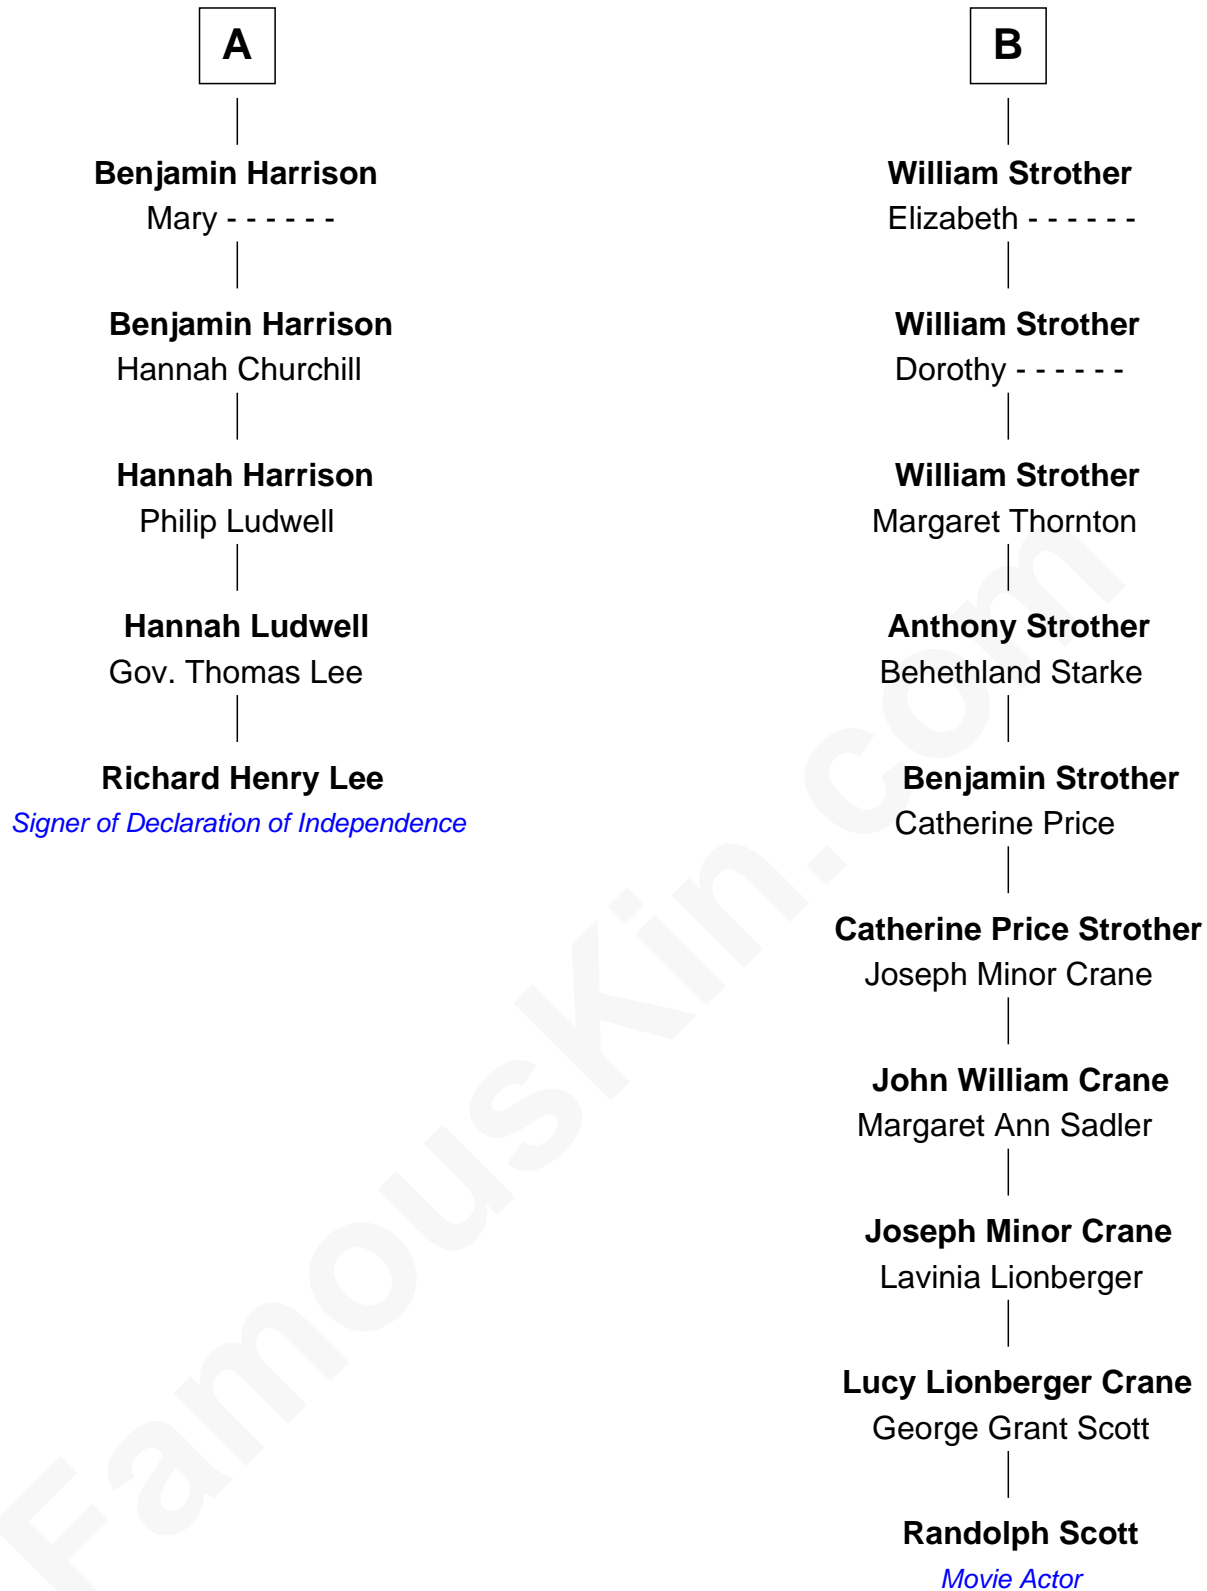 A
Benjamin Harrison
Mary - - - - - -
Benjamin Harrison
Hannah Churchill
Hannah Harrison
Philip Ludwell
Hannah Ludwell
Gov. Thomas Lee
Richard Henry Lee
Signer of Declaration of Independence
B
William Strother
Elizabeth - - - - - -
William Strother
Dorothy - - - - - -
William Strother
Margaret Thornton
Anthony Strother
Behethland Starke
Benjamin Strother
Catherine Price
Catherine Price Strother
Joseph Minor Crane
John William Crane
Margaret Ann Sadler
Joseph Minor Crane
Lavinia Lionberger
Lucy Lionberger Crane
George Grant Scott
Randolph Scott
Movie Actor
FamousKin.com